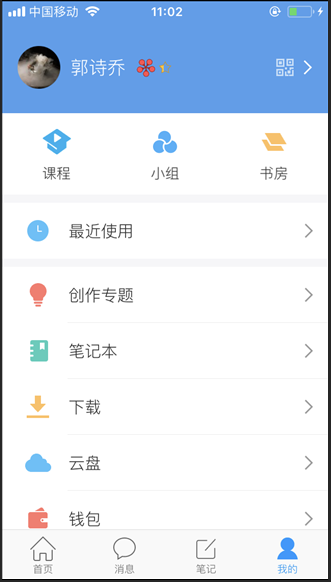 中国移动 11:02
郭诗乔 1
课程 小组 书房
最近使用
创作专题
笔记本
下载
云盘
钱包
首页 消息 笔记 我的